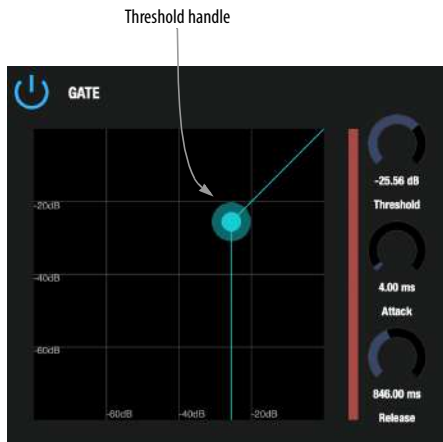 Threshold handle
GATE
-25.56 dB
Threshold
-20dB
4.00 ms
Attack
-40dB
-60dB
846.00 ms
Release
-60dB
-40dB
-20dB